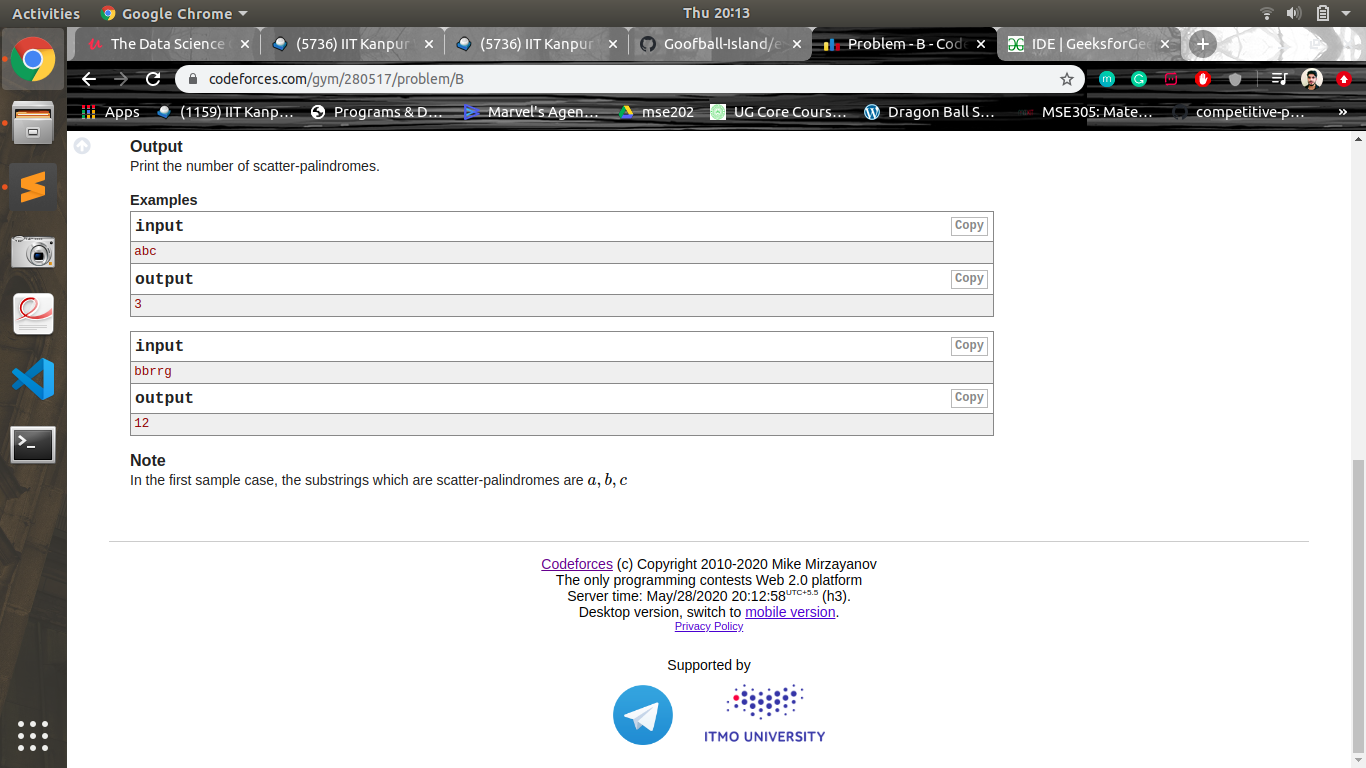 Activities Google Chrome Thu 20:13
The Data Science (5736) IIT Kanpur (5736) IIT Kanpur Goofball-Island/e Problem - B - Cod IDE | GeeksforGe
codeforces.com/gym/280517/problem/B
Apps (1159) IIT Kanp... Programs & D... Marvel's Agen... mse202 UG Core Cours... Dragon Ball S... MSE305: Mate... competitive-p... »
Output
Print the number of scatter-palindromes.
Examples
input Copy
abc
output Copy
3
input Copy
bbrrg
output Copy
12
Note
In the first sample case, the substrings which are scatter-palindromes are a, b, c
Codeforces (c) Copyright 2010-2020 Mike Mirzayanov
The only programming contests Web 2.0 platform
Server time: May/28/2020 20:12:58 UTC+5.5 (h3).
Desktop version, switch to mobile version.
Privacy Policy
Supported by
ITMO UNIVERSITY